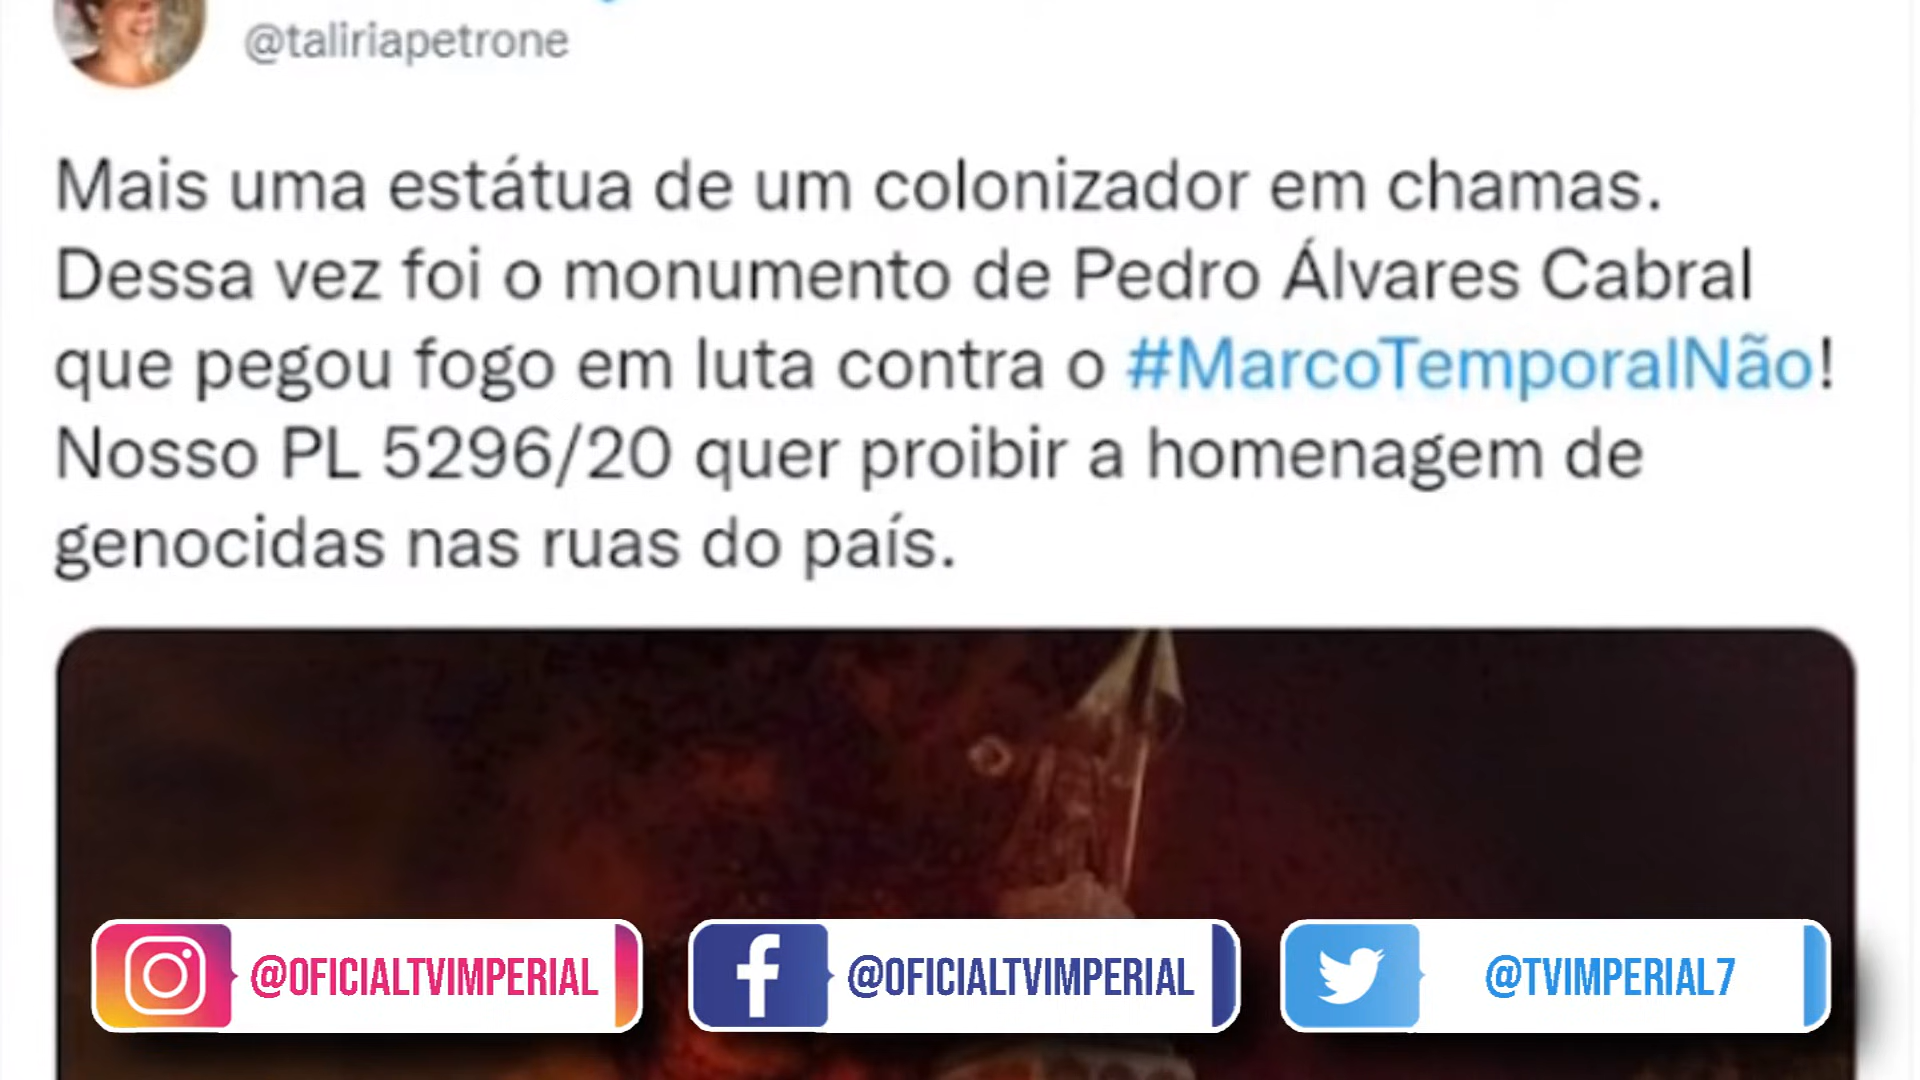 @taliriapetrone
Mais uma estátua de um colonizador em chamas.
Dessa vez foi o monumento de Pedro Álvares Cabral
que pegou fogo em luta contra o #MarcoTemporalNão!
Nosso PL 5296/20 quer proibir a homenagem de
genocidas nas ruas do país.
@OFICIALTVIMPERIAL
@OFICIALTVIMPERIAL
@TVIMPERIAL7